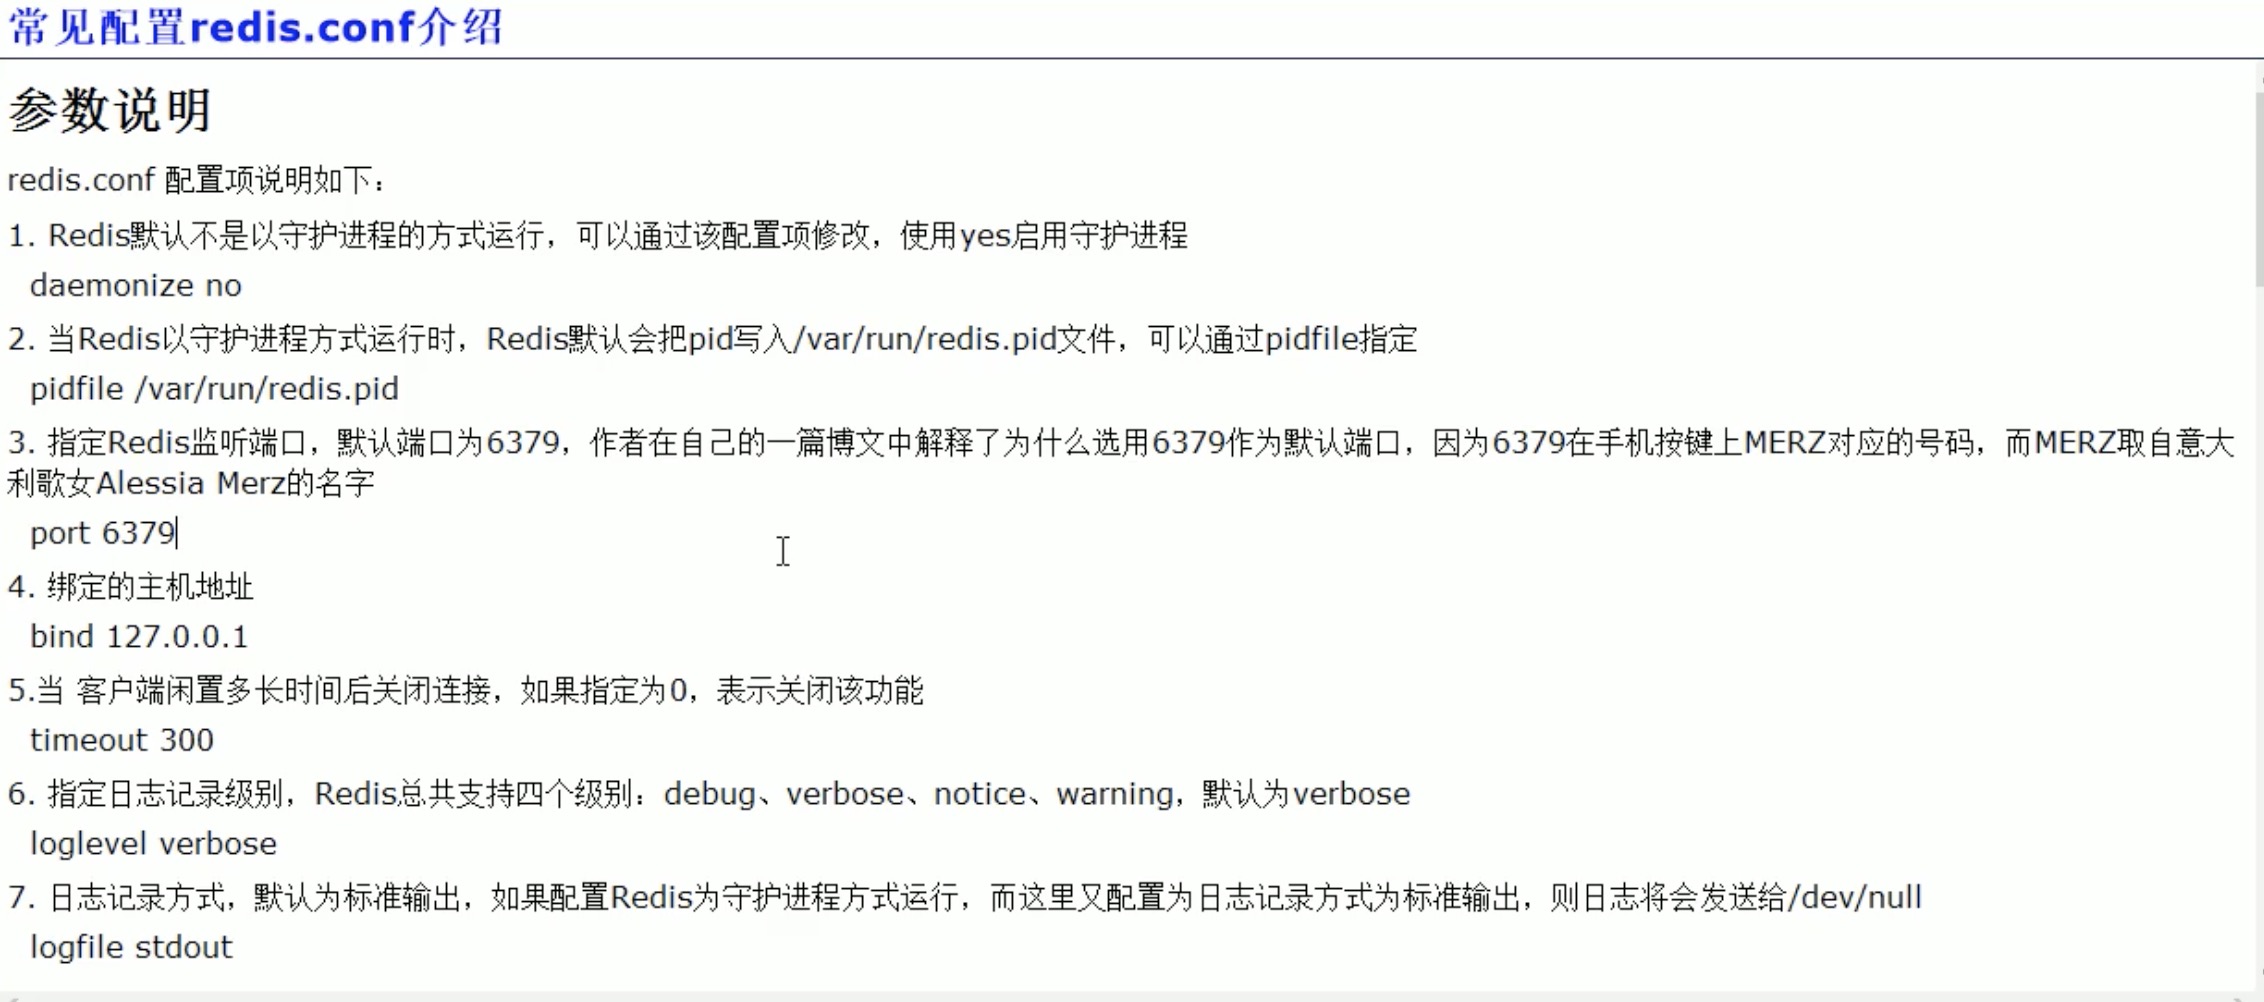 常见配置redis.conf介绍
参数说明
redis.conf 配置项说明如下：
1. Redis默认不是以守护进程的方式运行，可以通过该配置项修改，使用yes启用守护进程
daemonize no
2. 当Redis以守护进程方式运行时，Redis默认会把pid写入/var/run/redis.pid文件，可以通过pidfile指定
pidfile /var/run/redis.pid
3. 指定Redis监听端口，默认端口为6379，作者在自己的一篇博文中解释了为什么选用6379作为默认端口，因为6379在手机按键上MERZ对应的号码，而MERZ取自意大
利歌女Alessia Merz的名字
port 6379
4. 绑定的主机地址
bind 127.0.0.1
5.当 客户端闲置多长时间后关闭连接，如果指定为0，表示关闭该功能
timeout 300
6. 指定日志记录级别，Redis总共支持四个级别：debug、verbose、notice、warning，默认为verbose
loglevel verbose
7. 日志记录方式，默认为标准输出，如果配置Redis为守护进程方式运行，而这里又配置为日志记录方式为标准输出，则日志将会发送给/dev/null
logfile stdout